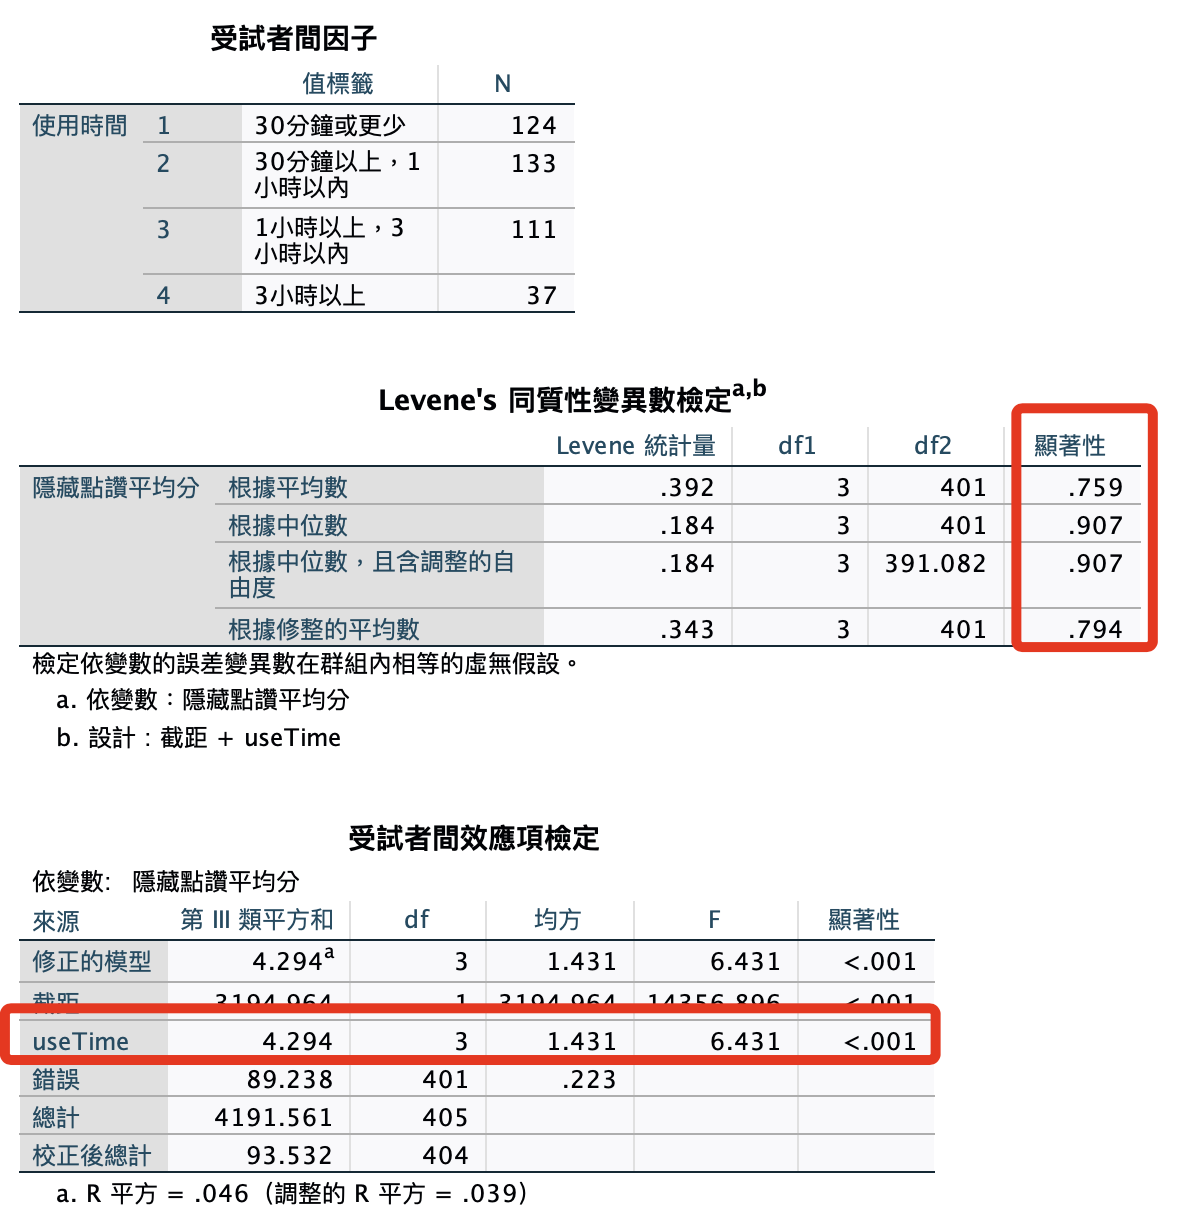 受試者間因子
值標籤 N
使用時間 1 30分鐘或更少 124
2 30分鐘以上，1
小時以內 133
3 1小時以上，3
小時以內 111
4 3小時以上 37
Levene's 同質性變異數檢定a,b
Levene 統計量 df1 df2 顯著性
隱藏點讚平均分 根據平均數 .392 3 401 .759
根據中位數 .184 3 401 .907
根據中位數，且含調整的自
由度 .184 3 391.082 .907
根據修整的平均數 .343 3 401 .794
檢定依變數的誤差變異數在群組內相等的虛無假設。
a. 依變數：隱藏點讚平均分
b. 設計：截距 + useTime
受試者間效應項檢定
依變數: 隱藏點讚平均分
來源 第 III 類平方和 df 均方 F 顯著性
修正的模型 4.294a 3 1.431 6.431 <.001
截距 3194.964 1 3194.964 14356.896 <.001
useTime 4.294 3 1.431 6.431 <.001
錯誤 89.238 401 .223
總計 4191.561 405
校正後總計 93.532 404
a. R 平方 = .046（調整的 R 平方 = .039）